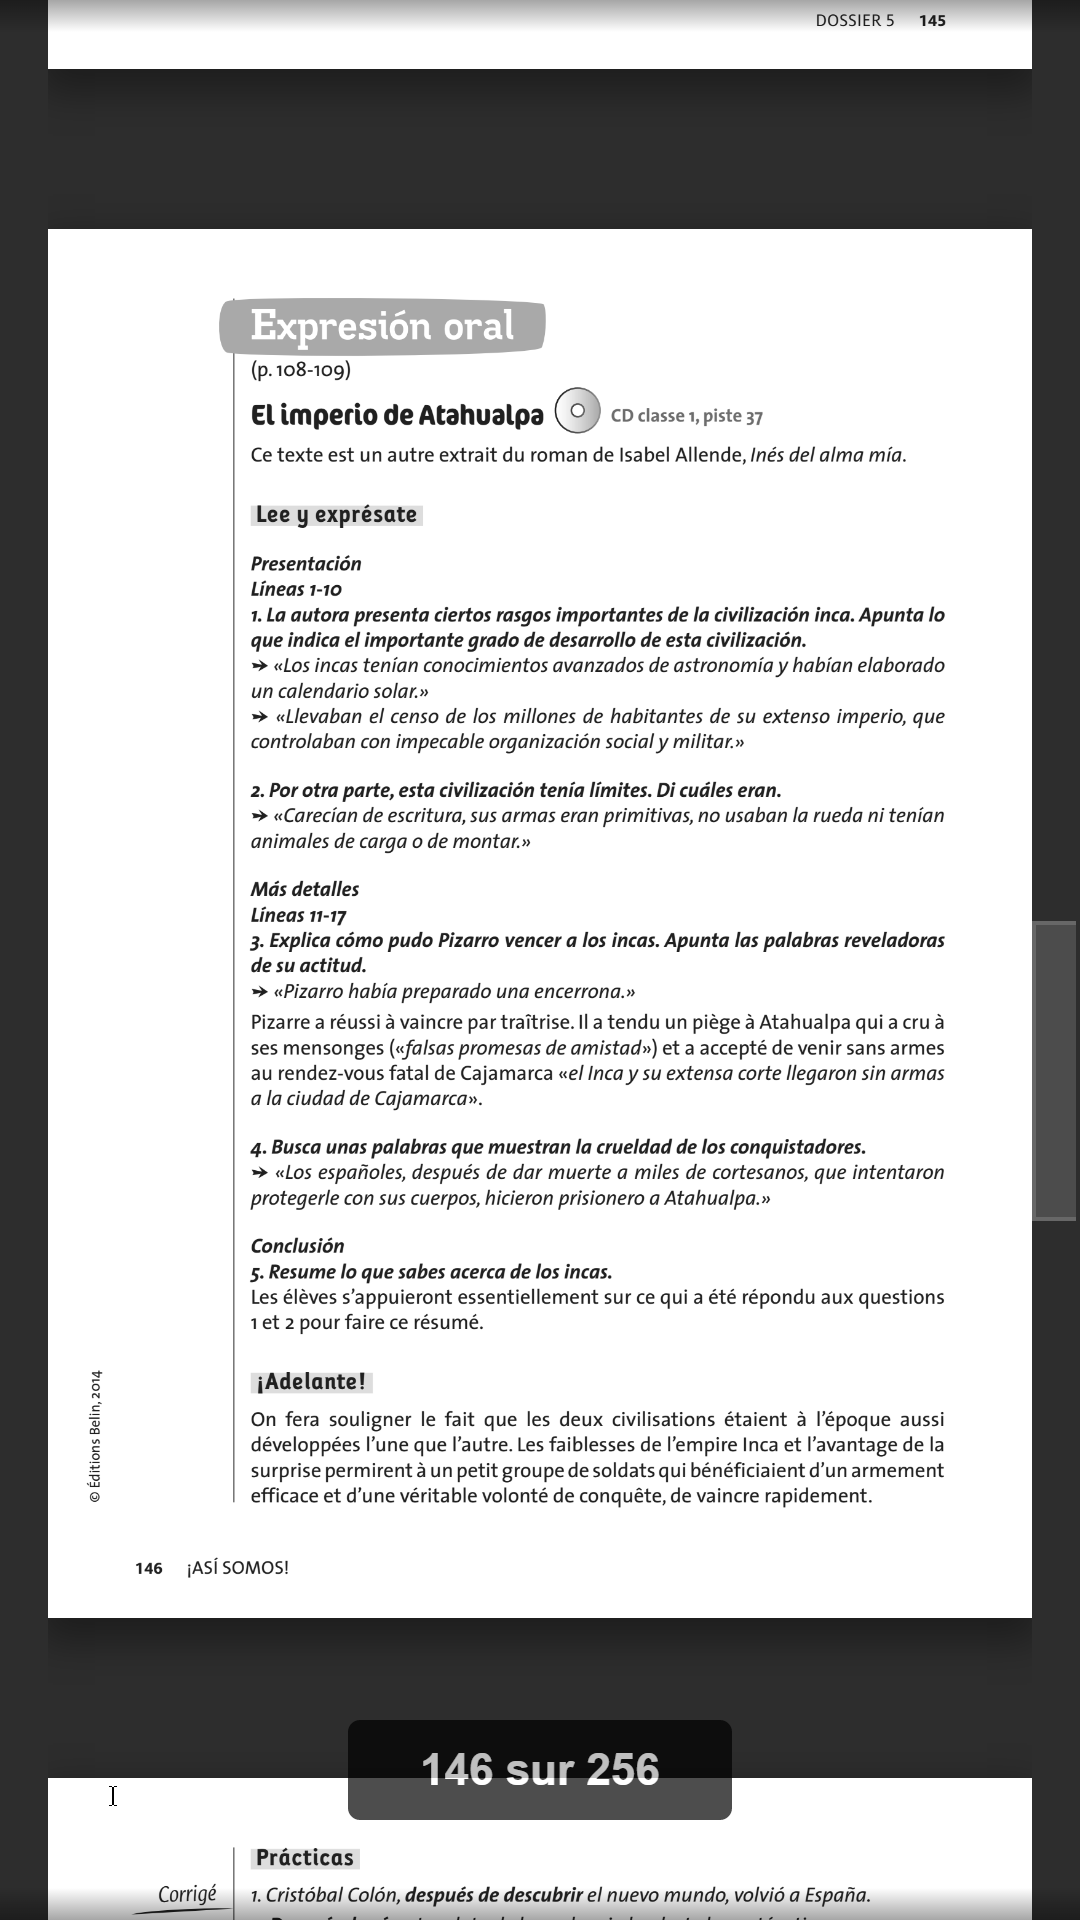 DOSSIER 5 145
Expresión oral
(p. 108-109)
El imperio de Atahualpa CD classe 1, piste 37
Ce texte est un autre extrait du roman de Isabel Allende, Inés del alma mía.
Lee y exprésate
Presentación
Líneas 1-10
1. La autora presenta ciertos rasgos importantes de la civilización inca. Apunta lo
que indica el importante grado de desarrollo de esta civilización.
➛ «Los incas tenían conocimientos avanzados de astronomía y habían elaborado
un calendario solar.»
➛ «Llevaban el censo de los millones de habitantes de su extenso imperio, que
controlaban con impecable organización social y militar.»
2. Por otra parte, esta civilización tenía límites. Di cuáles eran.
➛ «Carecían de escritura, sus armas eran primitivas, no usaban la rueda ni tenían
animales de carga o de montar.»
Más detalles
Líneas 11-17
3. Explica cómo pudo Pizarro vencer a los incas. Apunta las palabras reveladoras
de su actitud.
➛ «Pizarro había preparado una encerrona.»
Pizarre a réussi à vaincre par traîtrise. Il a tendu un piège à Atahualpa qui a cru à
ses mensonges («falsas promesas de amistad») et a accepté de venir sans armes
au rendez-vous fatal de Cajamarca «el Inca y su extensa corte llegaron sin armas
a la ciudad de Cajamarca».
4. Busca unas palabras que muestran la crueldad de los conquistadores.
➛ «Los españoles, después de dar muerte a miles de cortesanos, que intentaron
protegerle con sus cuerpos, hicieron prisionero a Atahualpa.»
Conclusión
5. Resume lo que sabes acerca de los incas.
Les élèves s'appuieront essentiellement sur ce qui a été répondu aux questions
1 et 2 pour faire ce résumé.
¡Adelante!
On fera souligner le fait que les deux civilisations étaient à l'époque aussi
développées l'une que l'autre. Les faiblesses de l'empire Inca et l'avantage de la
surprise permirent à un petit groupe de soldats qui bénéficiaient d'un armement
efficace et d'une véritable volonté de conquête, de vaincre rapidement.
© Éditions Belin, 2014
146 ¡ASÍ SOMOS!
146 sur 256
Prácticas
Corrigé
1. Cristóbal Colón, después de descubrir el nuevo mundo, volvió a España.